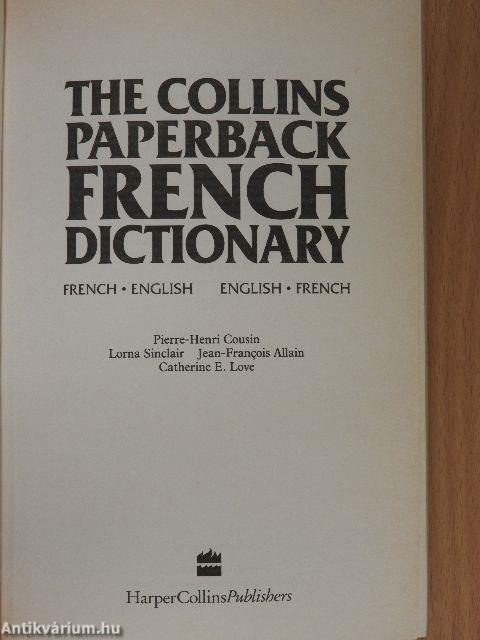 THE COLLINS
PAPERBACK
FRENCH
DICTIONARY
FRENCH • ENGLISH ENGLISH • FRENCH
Pierre-Henri Cousin
Lorna Sinclair Jean-François Allain
Catherine E. Love
HarperCollinsPublishers
Antikvárium.hu